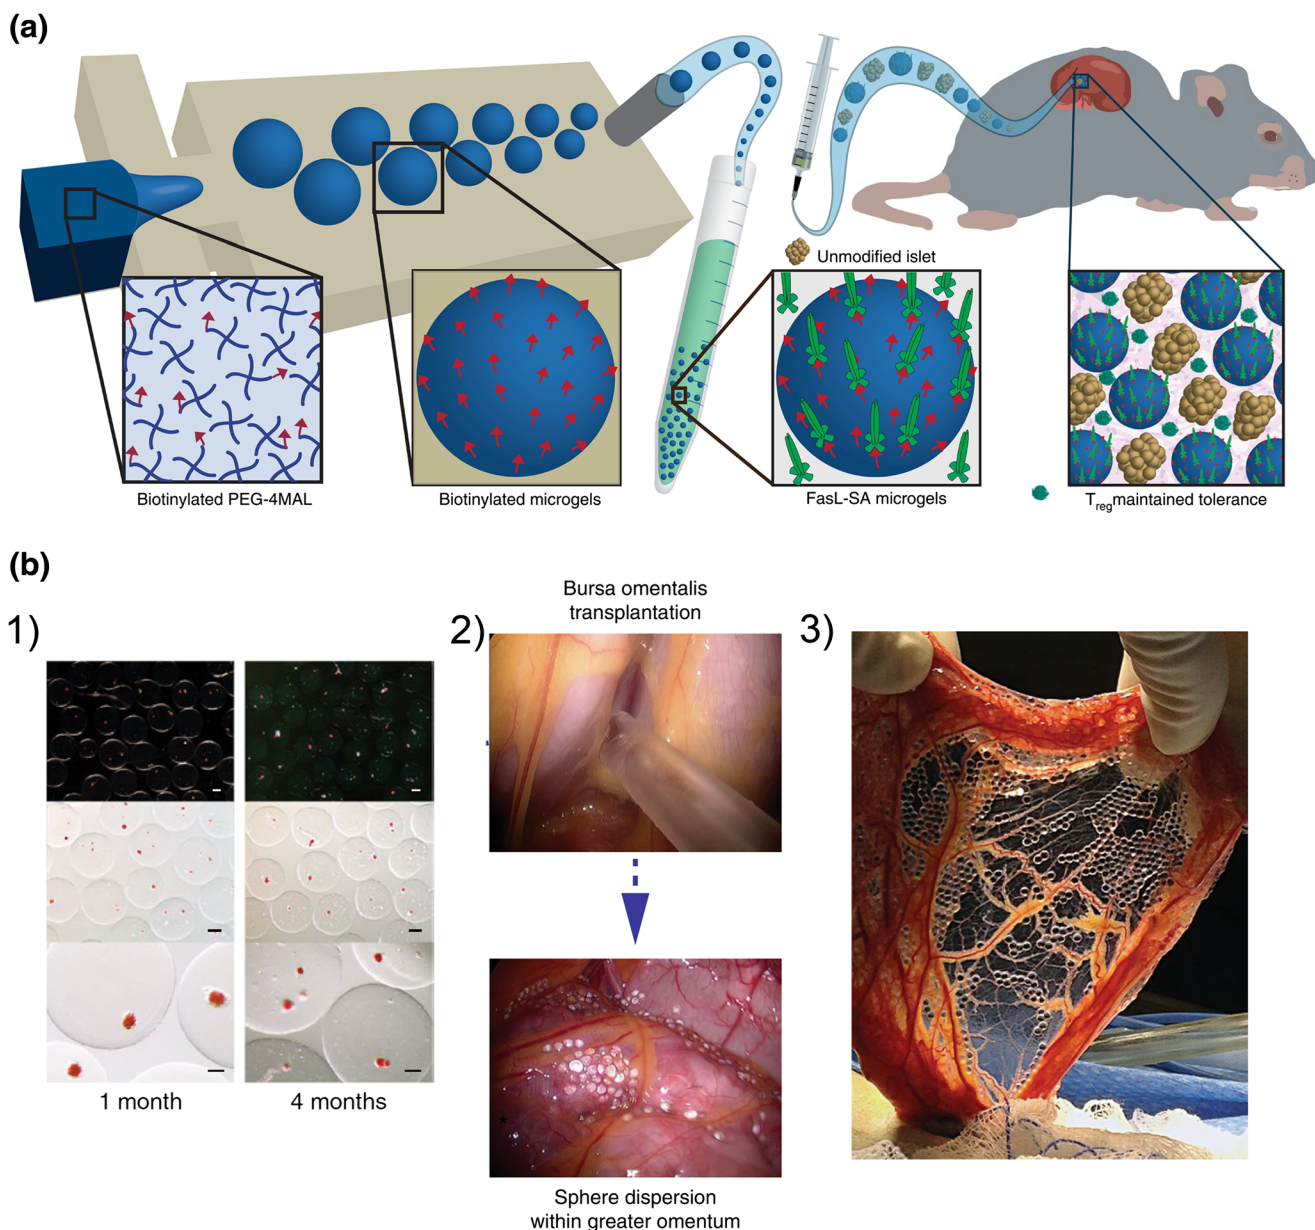 (a)
Unmodified islet
Biotinylated PEG-4MAL
Biotinylated microgels
FasL-SA microgels
Tregmaintained tolerance
(b)
1)
2)
3)
Bursa omentalis
transplantation
1 month
4 months
Sphere dispersion
within greater omentum